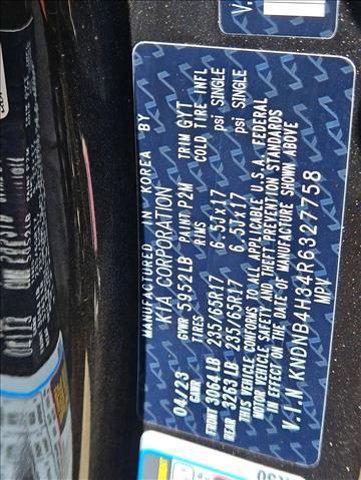 MANUFACTURED IN KOREA BY
KIA CORPORATION
04/23 GVWR 5952LB PAINT P2M TRIM GYT
GAWR TIRES RIMS COLD TIRE INFL
FRONT 3064LB 235/65R17 6.5Jx17 psi SINGLE
REAR 3263LB 235/65R17 6.5Jx17 psi SINGLE
THIS VEHICLE CONFORMS TO ALL APPLICABLE U.S.A. FEDERAL
MOTOR VEHICLE SAFETY AND THEFT PREVENTION STANDARDS
IN EFFECT ON THE DATE OF MANUFACTURE SHOWN ABOVE
V.I.N KNDNB4H34R6327758
MPV